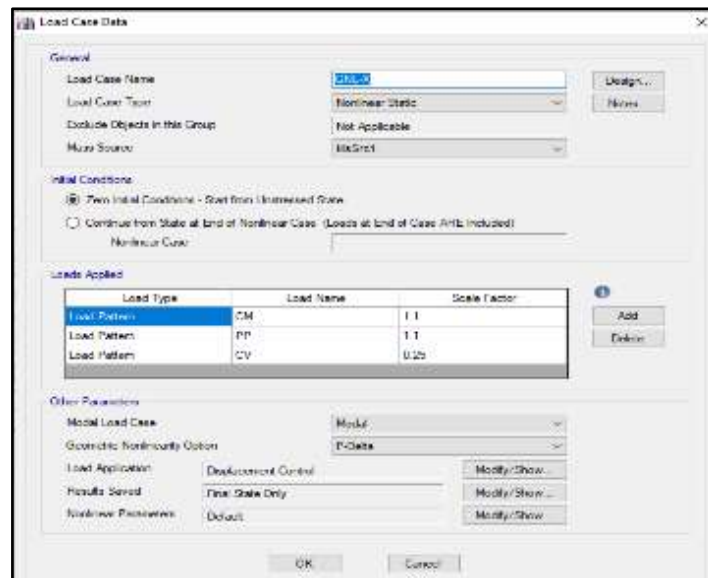 Load Case Data
General
Load Case Name
Design...
Load Case Type Nonlinear Static Notes...
Exclude Objects in this Group Not Applicable
Mass Source MsSrc1
Initial Conditions
Zero Initial Conditions - Start from Unstressed State
Continue from State at End of Nonlinear Case (Loads at End of Case ARE Included)
Nonlinear Case
Loads Applied
Load Type Load Name Scale Factor
Load Pattern CM 1.1 Add
Load Pattern PP 1.1 Delete
Load Pattern CV 0.25
Other Parameters
Modal Load Case Modal
Geometric Nonlinearity Option P-Delta
Load Application Displacement Control Modify/Show...
Results Saved Final State Only Modify/Show...
Nonlinear Parameters Default Modify/Show...
OK Cancel